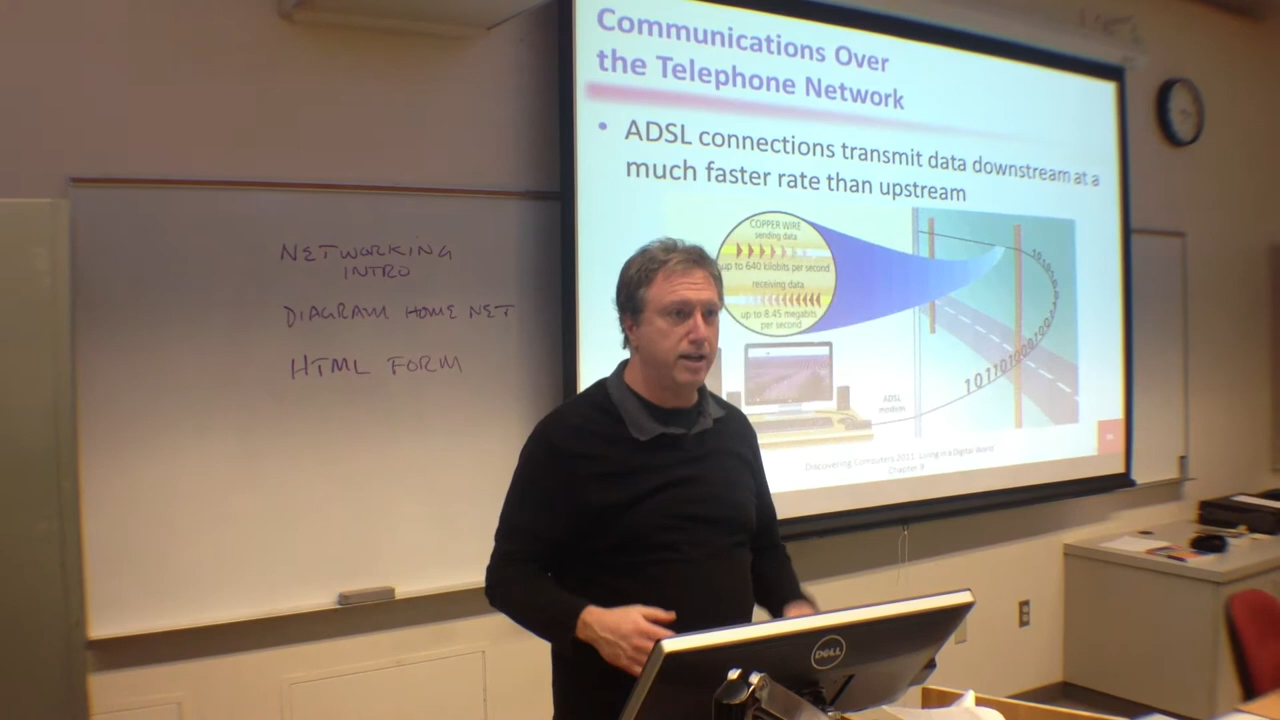 NETWORKING
INTRO
DIAGRAM HOME NET
HTML FORM
Communications Over
the Telephone Network
• ADSL connections transmit data downstream at a
much faster rate than upstream
COPPER WIRE
sending data
up to 640 kilobits per second
receiving data
up to 8.45 megabits
per second
ADSL
modem
1011010001001010101
Discovering Computers 2011: Living in a Digital World
Chapter 9
DELL